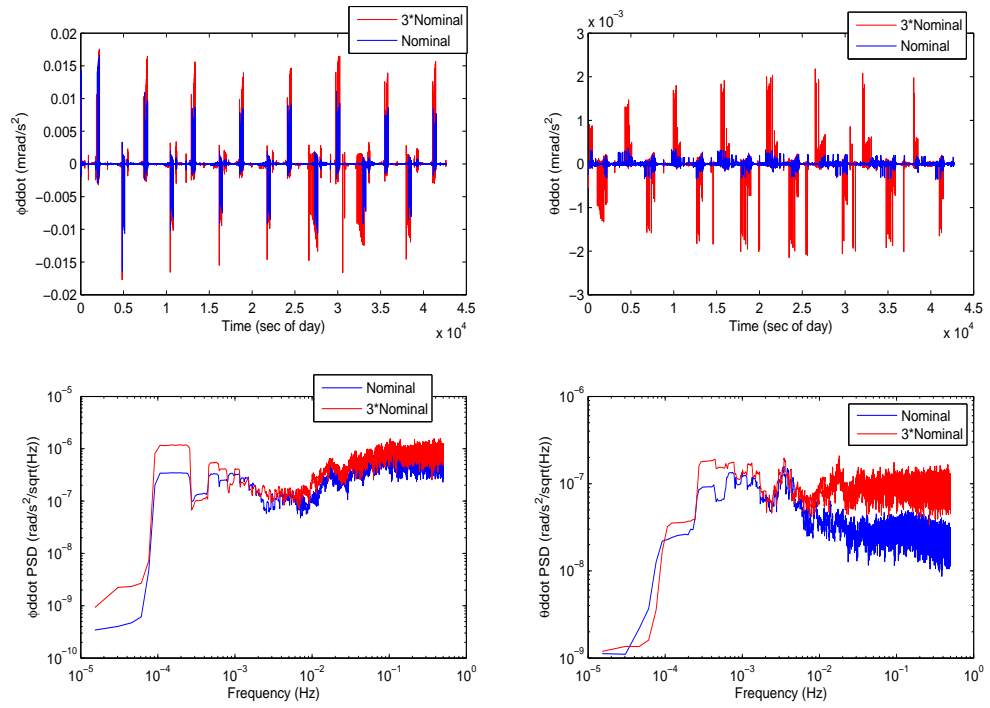 3*Nominal
Nominal
0.02
0.015
0.01
0.005
0
−0.005
−0.01
−0.015
−0.02
ϕddot (mrad/s²)
0 0.5 1 1.5 2 2.5 3 3.5 4 4.5
Time (sec of day)
x 10⁴
x 10⁻³
3*Nominal
Nominal
3
2
1
0
−1
−2
−3
θddot (mrad/s²)
0 0.5 1 1.5 2 2.5 3 3.5 4 4.5
Time (sec of day)
x 10⁴
Nominal
3*Nominal
10⁻⁵
10⁻⁶
10⁻⁷
10⁻⁸
10⁻⁹
10⁻¹⁰
ϕddot PSD (rad/s²/sqrt(Hz))
10⁻⁵ 10⁻⁴ 10⁻³ 10⁻² 10⁻¹ 10⁰
Frequency (Hz)
Nominal
3*Nominal
10⁻⁶
10⁻⁷
10⁻⁸
10⁻⁹
θddot PSD (rad/s²/sqrt(Hz))
10⁻⁵ 10⁻⁴ 10⁻³ 10⁻² 10⁻¹ 10⁰
Frequency (Hz)